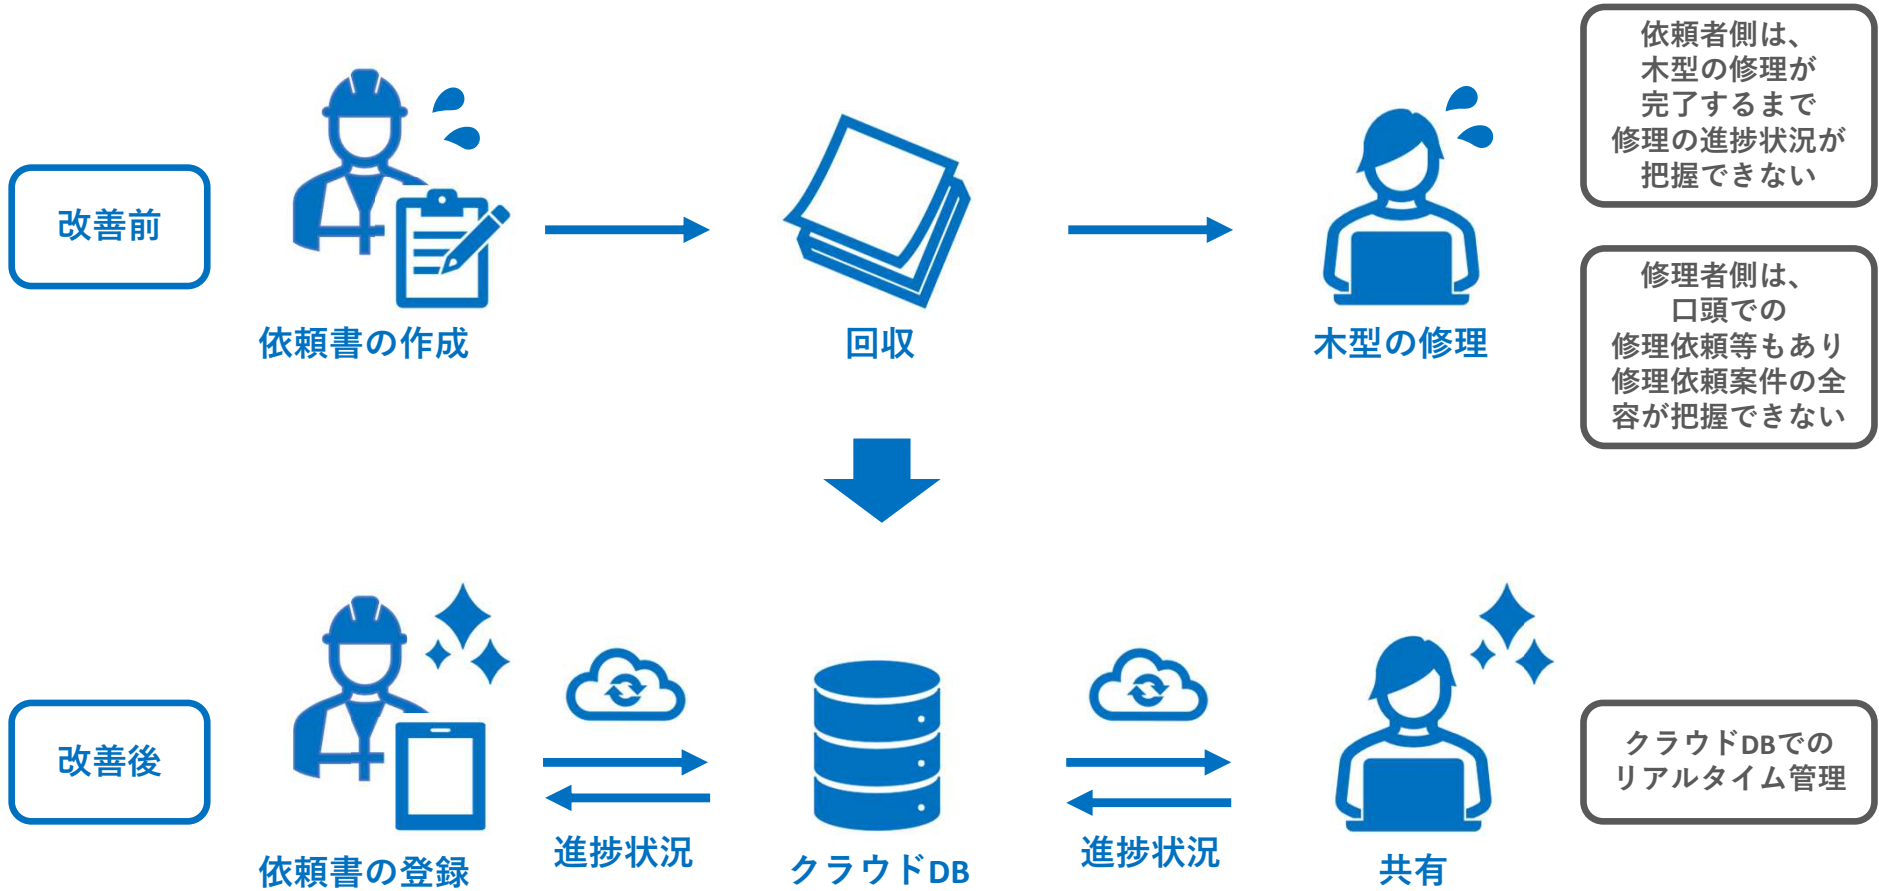 改善前
依頼書の作成
回収
木型の修理
依頼者側は、
木型の修理が
完了するまで
修理の進捗状況が
把握できない
修理者側は、
口頭での
修理依頼等もあり
修理依頼案件の全
容が把握できない
改善後
依頼書の登録
進捗状況
クラウドDB
進捗状況
共有
クラウドDBでの
リアルタイム管理